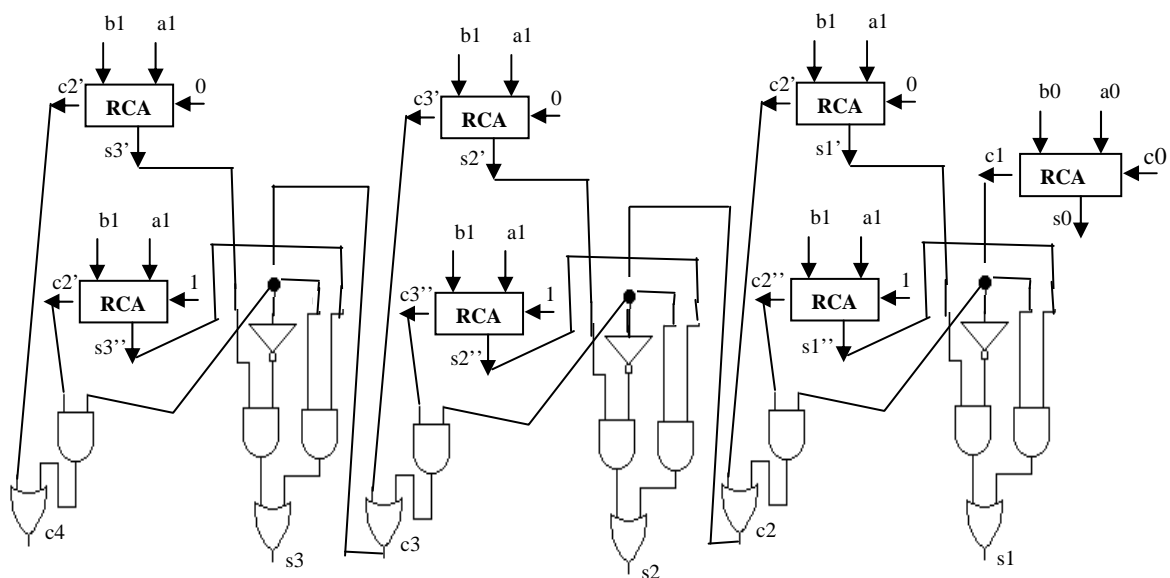 b1 a1
c2' RCA 0
s3'
b1 a1
c2' RCA 1
s3''
c4
s3
b1 a1
c3' RCA 0
s2'
b1 a1
c3'' RCA 1
s2''
c3
s2
b1 a1
c2' RCA 0
s1'
b1 a1
c2'' RCA 1
s1''
c2
s1
b0 a0
c1 RCA c0
s0